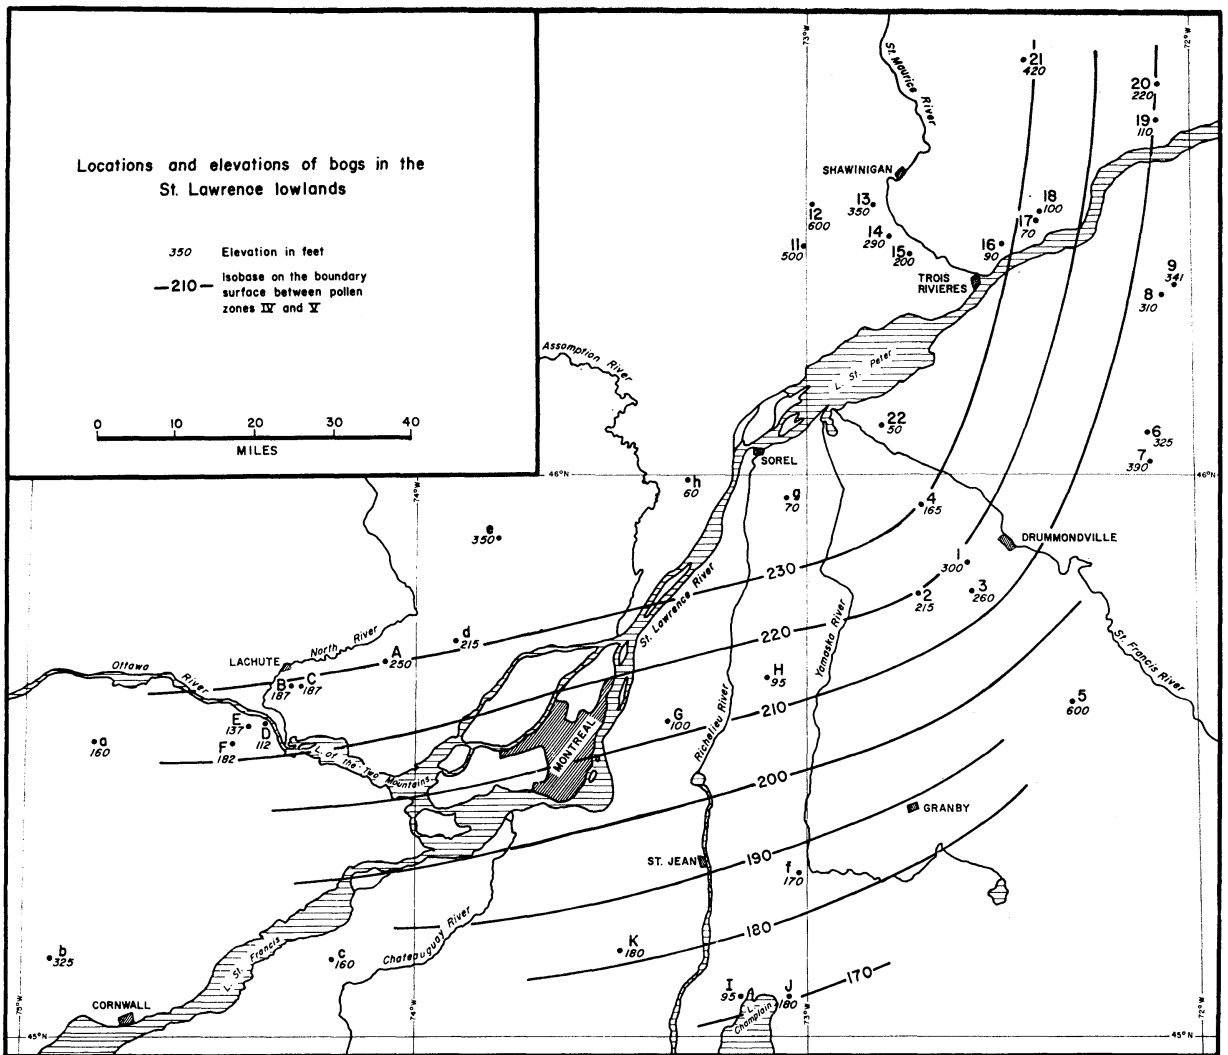 Locations and elevations of bogs in the
St. Lawrence lowlands
350 Elevation in feet
—210— Isobase on the boundary
surface between pollen
zones IV and V
0 10 20 30 40
MILES
73°W
72°W
St. Maurice River
1
21
420
20
220
19
110
SHAWINIGAN
12
600
13
350
18
100
17
70
14
290
11
500
15
200
16
90
TROIS
RIVIERES
9
341
8
310
Assomption River
L. St. Peter
22
50
6
325
7
390
SOREL
46°N
74°W
75°W
h
60
g
70
4
165
e
350
DRUMMONDVILLE
230
1
300
2
215
3
260
St. Lawrence River
220
Yamaska River
St. Francis River
d
215
North River
A
250
LACHUTE
Ottawa
River
B
187
C
187
H
95
210
Richelieu River
5
600
G
100
E
137
D
112
F
182
a
160
L. of the Two Mountains
MONTREAL
200
GRANBY
190
ST. JEAN
f
170
180
Chateauguay River
K
180
b
325
c
160
L. St. Francis
170
I
95
J
180
L.
Champlain
CORNWALL
45°N
75°W
74°W
73°W
72°W
45°N